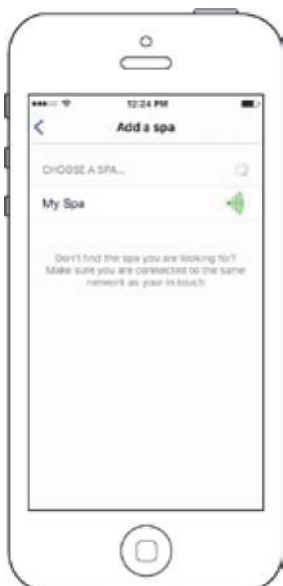 12:24 PM
Add a spa
CHOOSE A SPA...
My Spa
Don't find the spa you are looking for?
Make sure you are connected to the same
network as your in.touch